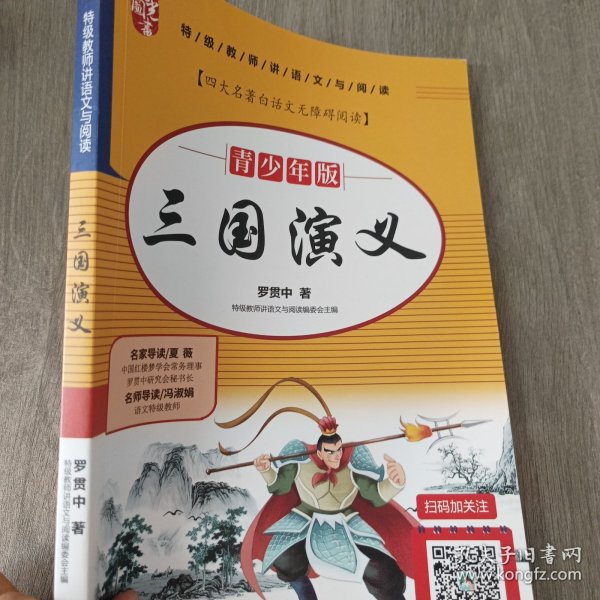 特级教师讲语文与阅读
【四大名著白话文无障碍阅读】
青少年版
三国演义
罗贯中 著
特级教师讲语文与阅读编委会主编
名家导读/夏 薇
中国红楼梦学会常务理事
罗贯中研究会秘书长
名师导读/冯淑娟
语文特级教师
扫码加关注
特级教师讲语文与阅读
三国演义
罗贯中 著
特级教师讲语文与阅读编委会主编
孔夫子旧书网
www.kongfz.com